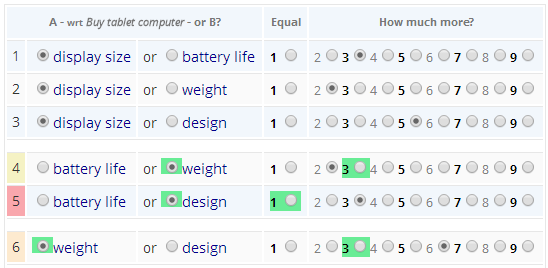 A - wrt Buy tablet computer - or B? Equal How much more?
1 display size or battery life 1 2 3 4 5 6 7 8 9
2 display size or weight 1 2 3 4 5 6 7 8 9
3 display size or design 1 2 3 4 5 6 7 8 9
4 battery life or weight 1 2 3 4 5 6 7 8 9
5 battery life or design 1 2 3 4 5 6 7 8 9
6 weight or design 1 2 3 4 5 6 7 8 9